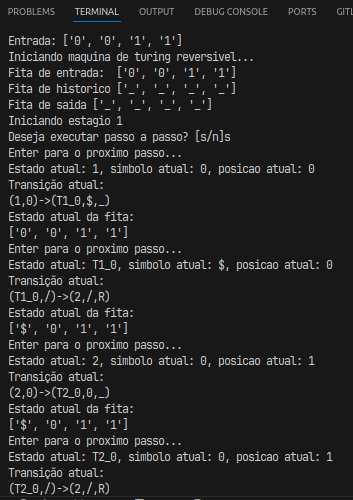 PROBLEMS TERMINAL OUTPUT DEBUG CONSOLE PORTS
Entrada: ['0', '0', '1', '1']
Iniciando maquina de turing reversivel...
Fita de entrada:  ['0', '0', '1', '1']
Fita de historico ['_', '_', '_', '_']
Fita de saida ['_', '_', '_', '_']
Iniciando estagio 1
Deseja executar passo a passo? [s/n]s
Enter para o proximo passo...
Estado atual: 1, simbolo atual: 0, posicao atual: 0
Transição atual:
(1,0)->(T1_0,$,_)
Estado atual da fita:
['0', '0', '1', '1']
Enter para o proximo passo...
Estado atual: T1_0, simbolo atual: $, posicao atual: 0
Transição atual:
(T1_0,/)->(2,/,R)
Estado atual da fita:
['$', '0', '1', '1']
Enter para o proximo passo...
Estado atual: 2, simbolo atual: 0, posicao atual: 1
Transição atual:
(2,0)->(T2_0,0,_)
Estado atual da fita:
['$', '0', '1', '1']
Enter para o proximo passo...
Estado atual: T2_0, simbolo atual: 0, posicao atual: 1
Transição atual:
(T2_0,/)->(2,/,R)